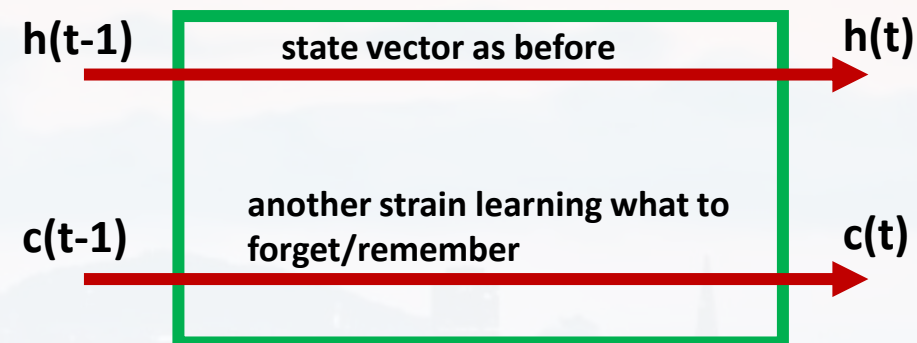 h(t-1)
state vector as before
h(t)
another strain learning what to
forget/remember
c(t-1)
c(t)